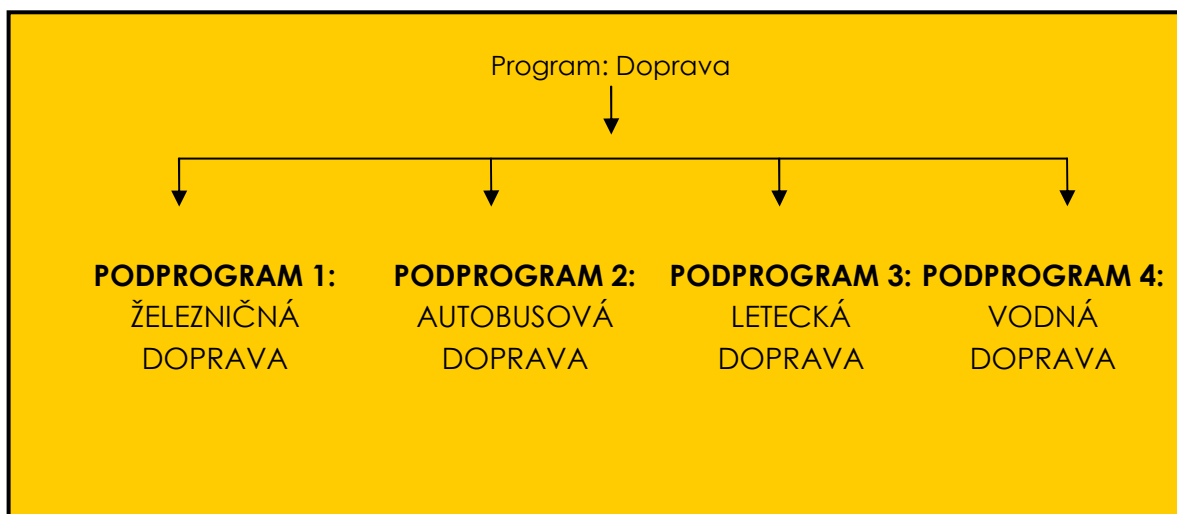 Program: Doprava
PODPROGRAM 1:
ŽELEZNIČNÁ
DOPRAVA
PODPROGRAM 2:
AUTOBUSOVÁ
DOPRAVA
PODPROGRAM 3:
LETECKÁ
DOPRAVA
PODPROGRAM 4:
VODNÁ
DOPRAVA